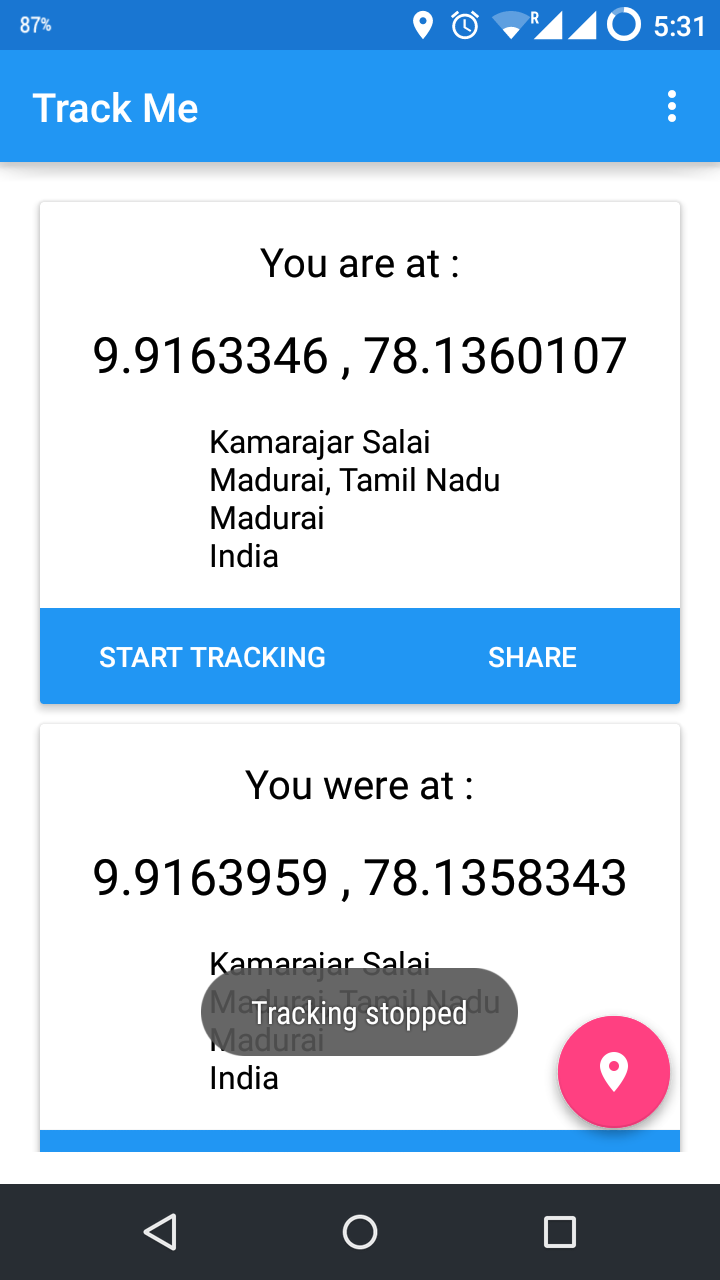 87%
R
5:31
Track Me
You are at :
9.9163346 , 78.1360107
Kamarajar Salai
Madurai, Tamil Nadu
Madurai
India
START TRACKING
SHARE
You were at :
9.9163959 , 78.1358343
Kamarajar Salai
Madurai, Tamil Nadu
Tracking stopped
Madurai
India